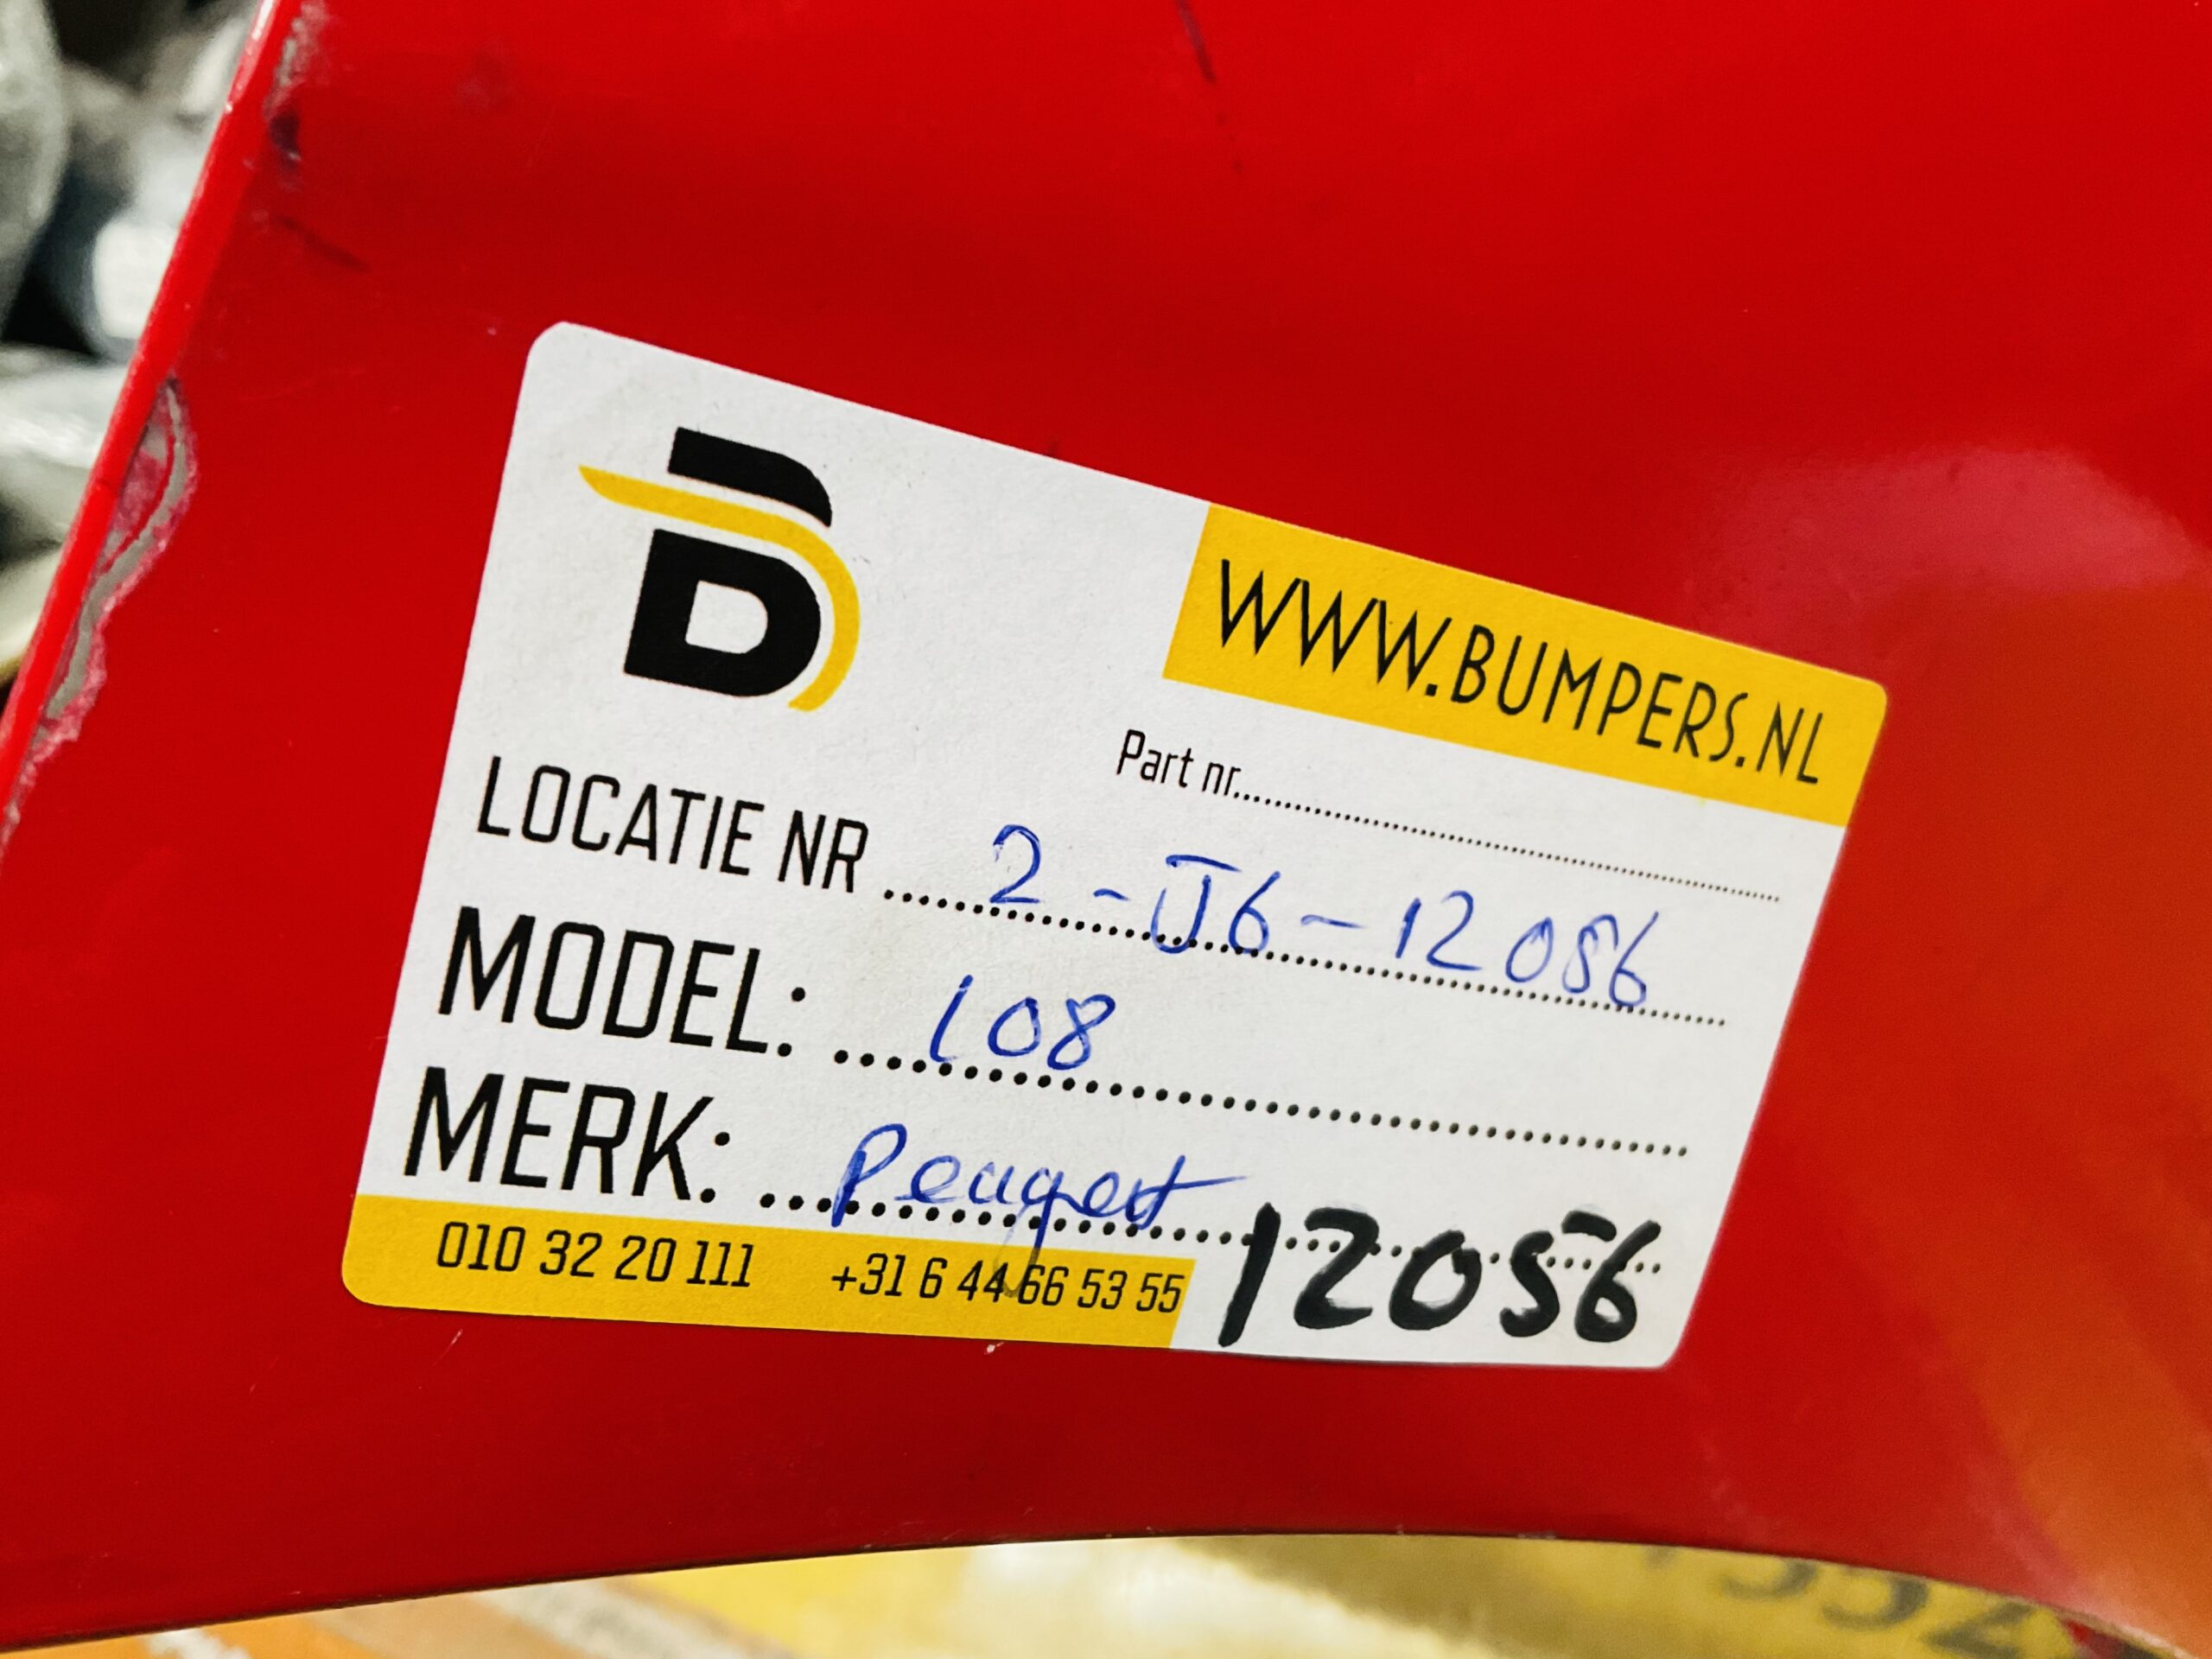 B
WWW.BUMPERS.NL
Part nr.
LOCATIE NR 2-J6-12056
MODEL: 108
MERK: Peugeot
010 32 20 111 +31 6 44 66 53 55
12056